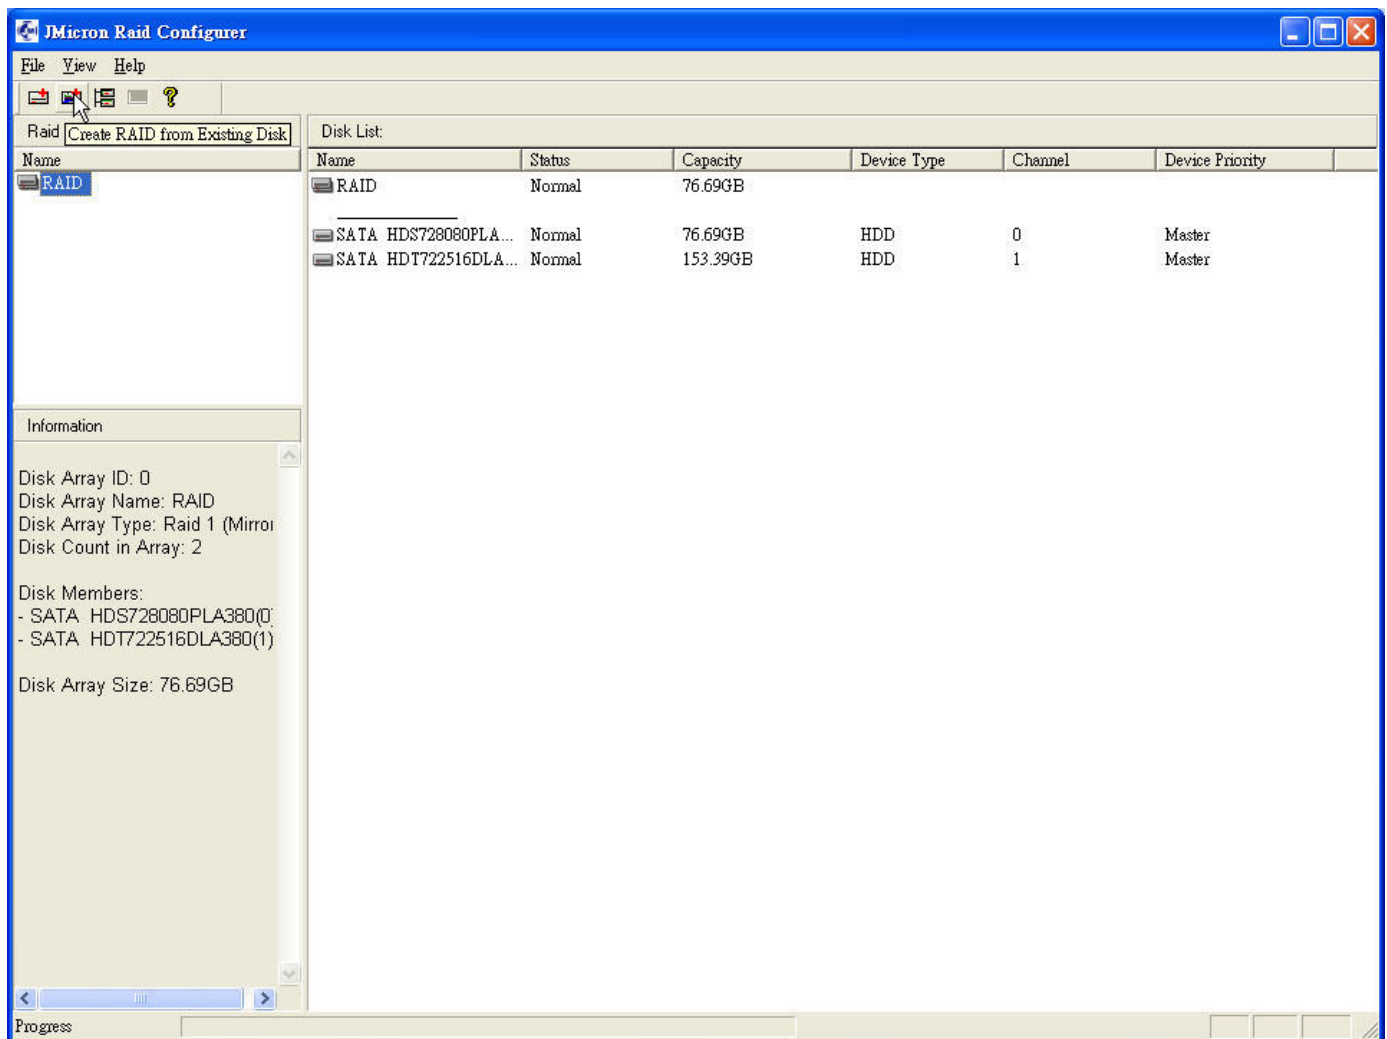 JMicron Raid Configurer
File View Help
Raid
Create RAID from Existing Disk
Name
RAID
Disk List:
Name Status Capacity Device Type Channel Device Priority
RAID Normal 76.69GB
SATA HDS728080PLA... Normal 76.69GB HDD 0 Master
SATA HDT722516DLA... Normal 153.39GB HDD 1 Master
Information
Disk Array ID: 0
Disk Array Name: RAID
Disk Array Type: Raid 1 (Mirror
Disk Count in Array: 2
Disk Members:
- SATA HDS728080PLA380(0)
- SATA HDT722516DLA380(1)
Disk Array Size: 76.69GB
Progress